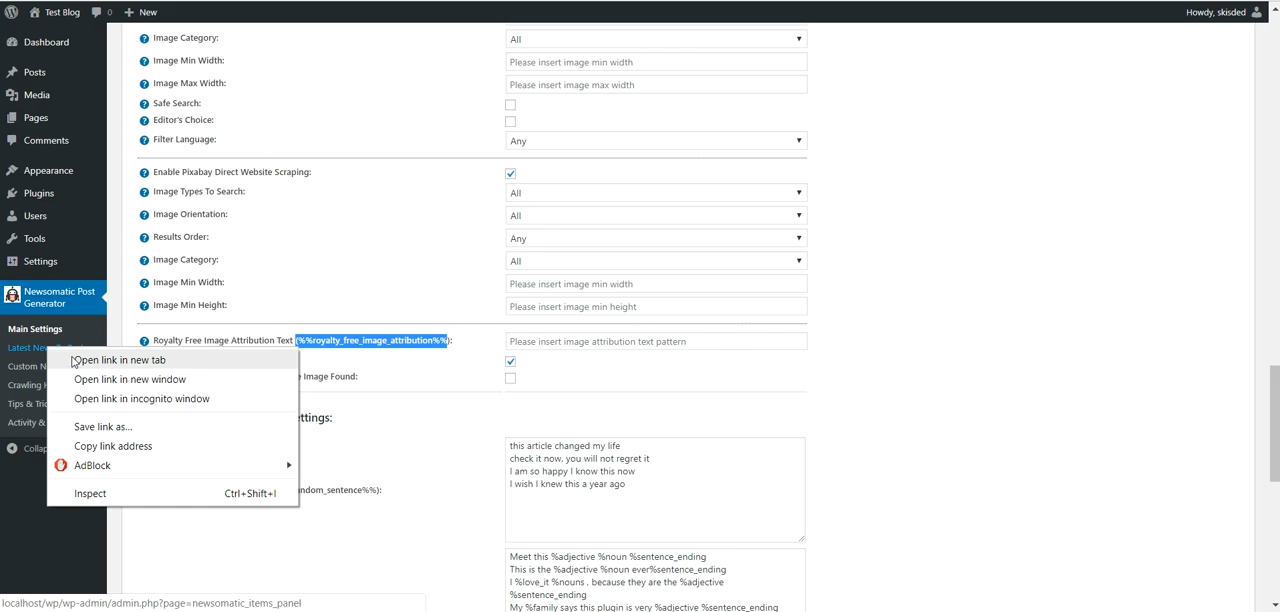 Test Blog 0 New Howdy, skisded
Dashboard
Posts
Media
Pages
Comments
Appearance
Plugins
Users
Tools
Settings
Newsomatic Post
Generator
Main Settings
Latest New
Custom N
Crawling H
Tips & Tri
Activity &
Collap
Image Category: All
Image Min Width: Please insert image min width
Image Max Width: Please insert image max width
Safe Search:
Editor's Choice:
Filter Language: Any
Enable Pixabay Direct Website Scraping:
Image Types To Search: All
Image Orientation: All
Results Order: Any
Image Category: All
Image Min Width: Please insert image min width
Image Min Height: Please insert image min height
Royalty Free Image Attribution Text (%%royalty_free_image_attribution%%): Please insert image attribution text pattern
e Image Found:
ttings:
Open link in new tab
Open link in new window
Open link in incognito window
Save link as...
Copy link address
AdBlock
Inspect Ctrl+Shift+I
ndom_sentence%%):
this article changed my life
check it now, you will not regret it
I am so happy I know this now
I wish I knew this a year ago
Meet this %adjective %noun %sentence_ending
This is the %adjective %noun ever%sentence_ending
I %love_it %nouns , because they are the %adjective
%sentence_ending
My %family says this plugin is very %adjective %sentence_ending
localhost/wp/wp-admin/admin.php?page=newsomatic_items_panel